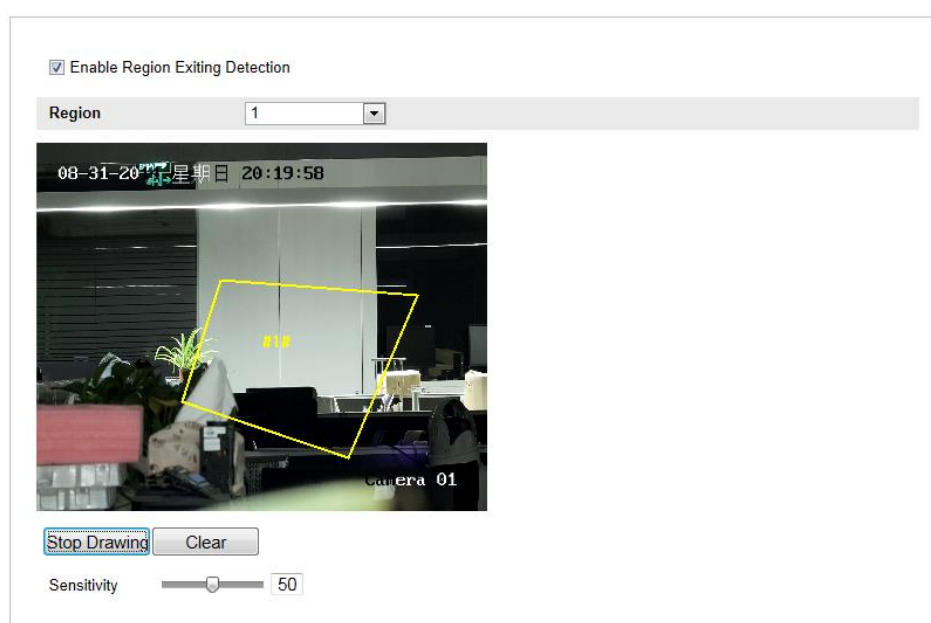 Enable Region Exiting Detection
Region 1
08-31-20 星期日 20:19:58
#1#
Camera 01
Stop Drawing Clear
Sensitivity 50